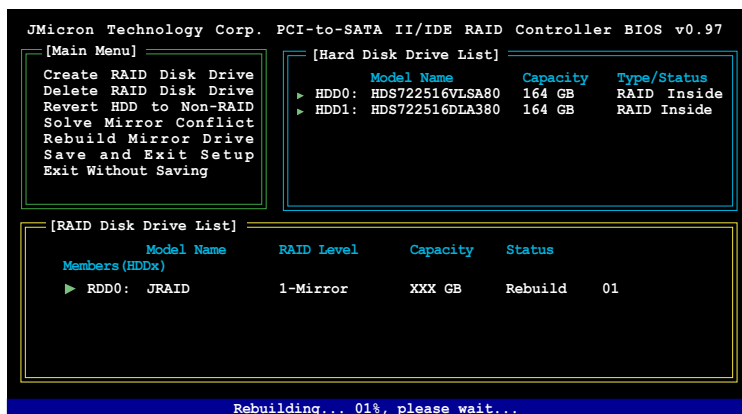 JMicron Technology Corp. PCI-to-SATA II/IDE RAID Controller BIOS v0.97
[Main Menu]
Create RAID Disk Drive
Delete RAID Disk Drive
Revert HDD to Non-RAID
Solve Mirror Conflict
Rebuild Mirror Drive
Save and Exit Setup
Exit Without Saving
[Hard Disk Drive List]
Model Name Capacity Type/Status
HDD0: HDS722516VLSA80 164 GB RAID Inside
HDD1: HDS722516DLA380 164 GB RAID Inside
[RAID Disk Drive List]
Model Name RAID Level Capacity Status
Members(HDDx)
RDD0: JRAID 1-Mirror XXX GB Rebuild 01
Rebuilding... 01%, please wait...